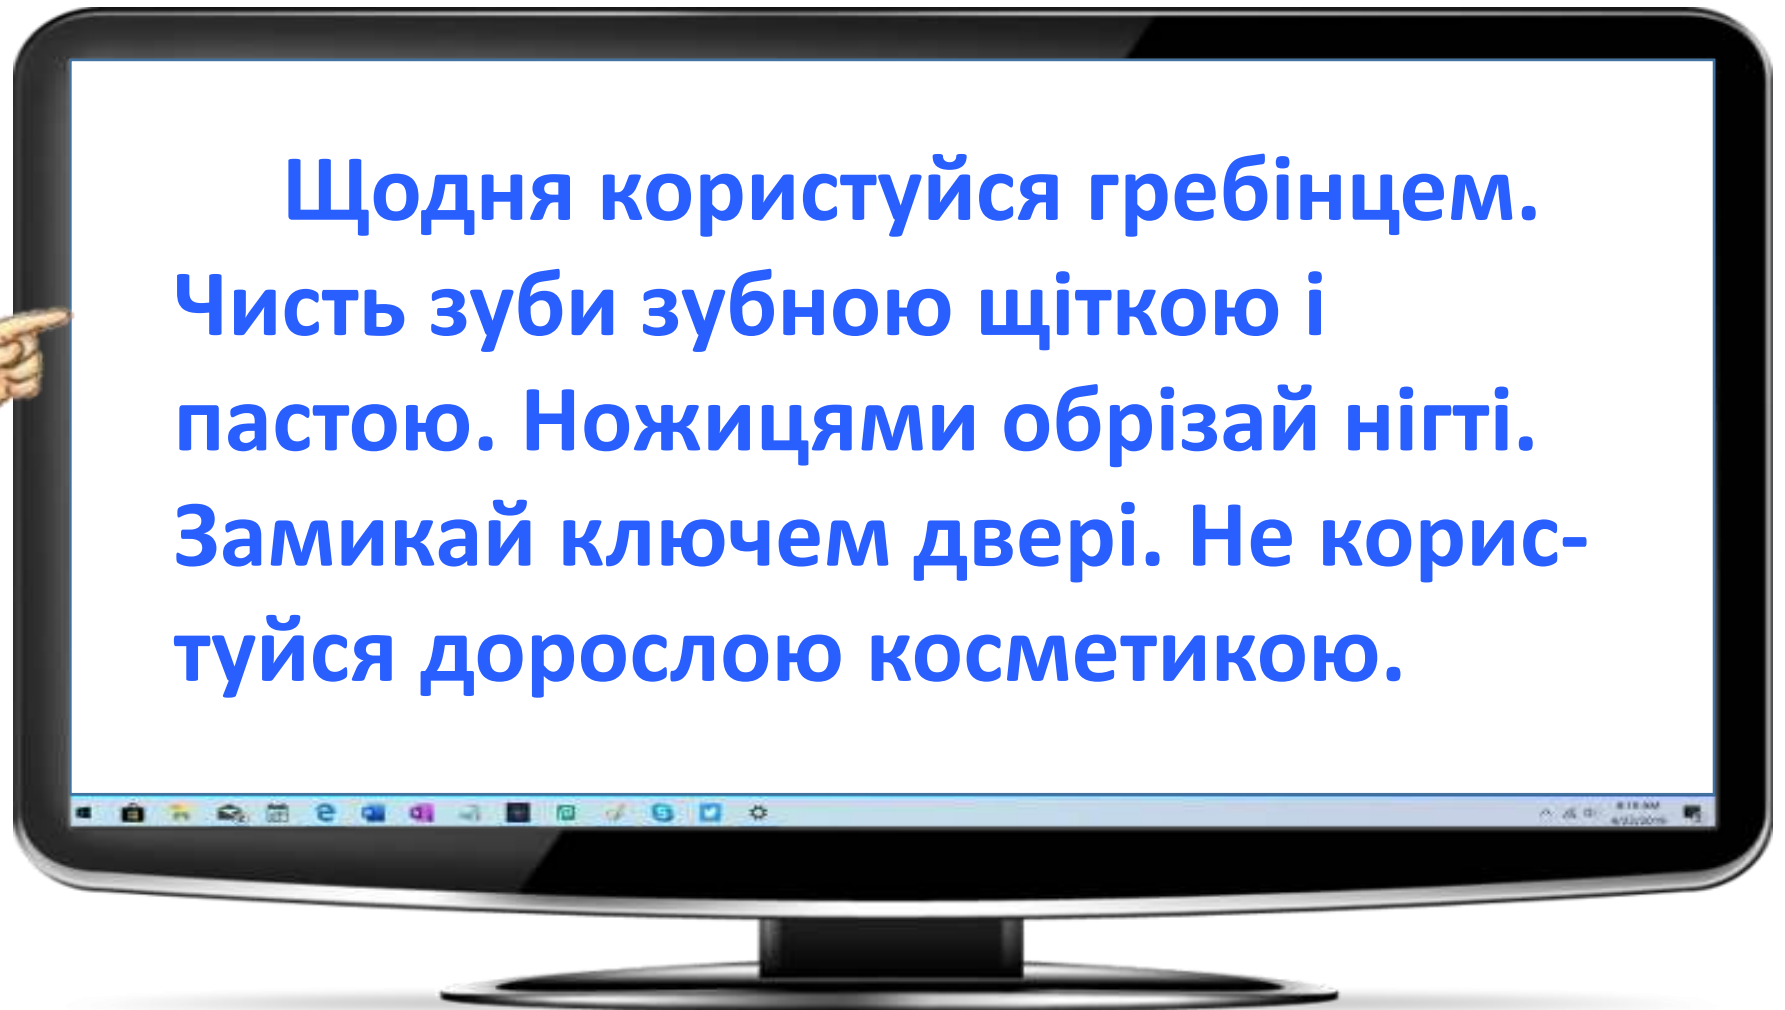 Щодня користуйся гребінцем.
Чисть зуби зубною щіткою і
пастою. Ножицями обрізай нігті.
Замикай ключем двері. Не корис-
туйся дорослою косметикою.